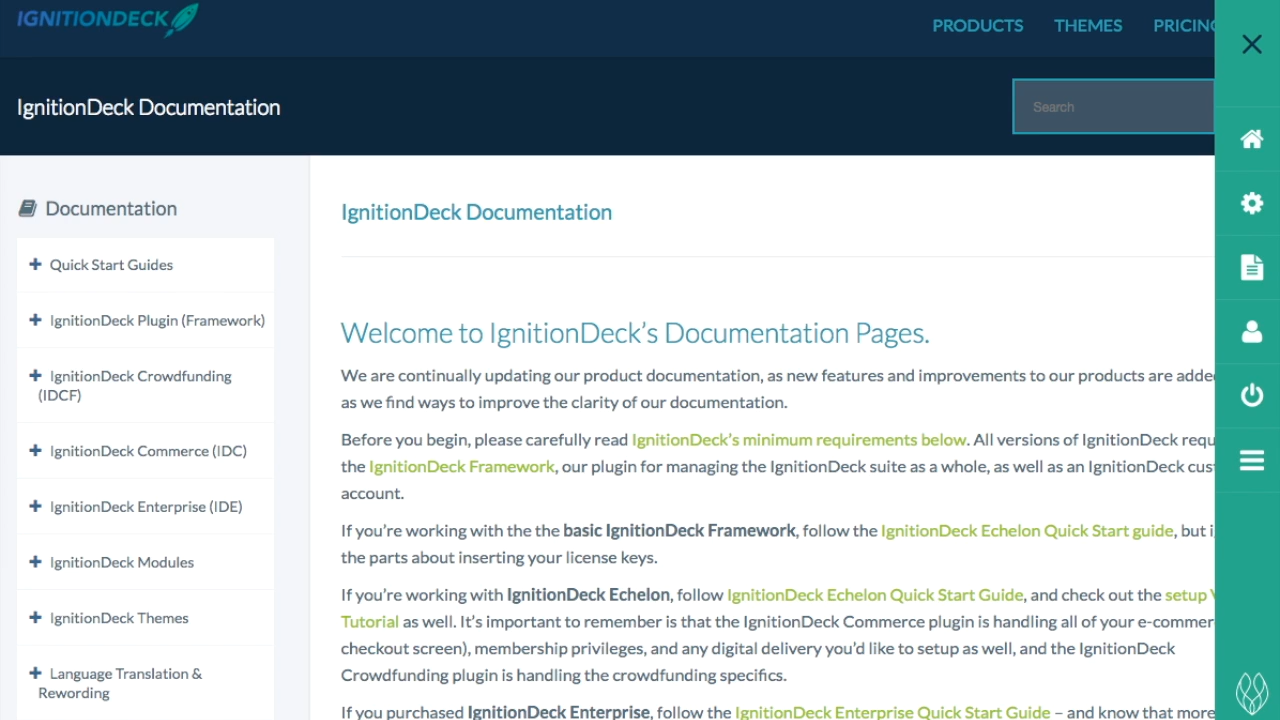 IGNITIONDECK
PRODUCTS THEMES PRICING
IgnitionDeck Documentation
Search
Documentation
Quick Start Guides
IgnitionDeck Plugin (Framework)
IgnitionDeck Crowdfunding
(IDCF)
IgnitionDeck Commerce (IDC)
IgnitionDeck Enterprise (IDE)
IgnitionDeck Modules
IgnitionDeck Themes
Language Translation &
Rewording
IgnitionDeck Documentation
Welcome to IgnitionDeck's Documentation Pages.
We are continually updating our product documentation, as new features and improvements to our products are added
as we find ways to improve the clarity of our documentation.
Before you begin, please carefully read IgnitionDeck's minimum requirements below. All versions of IgnitionDeck requ
the IgnitionDeck Framework, our plugin for managing the IgnitionDeck suite as a whole, as well as an IgnitionDeck cus
account.
If you're working with the the basic IgnitionDeck Framework, follow the IgnitionDeck Echelon Quick Start guide, but i
the parts about inserting your license keys.
If you're working with IgnitionDeck Echelon, follow IgnitionDeck Echelon Quick Start Guide, and check out the setup V
Tutorial as well. It's important to remember is that the IgnitionDeck Commerce plugin is handling all of your e-commer
checkout screen), membership privileges, and any digital delivery you'd like to setup as well, and the IgnitionDeck
Crowdfunding plugin is handling the crowdfunding specifics.
If you purchased IgnitionDeck Enterprise, follow the IgnitionDeck Enterprise Quick Start Guide – and know that more